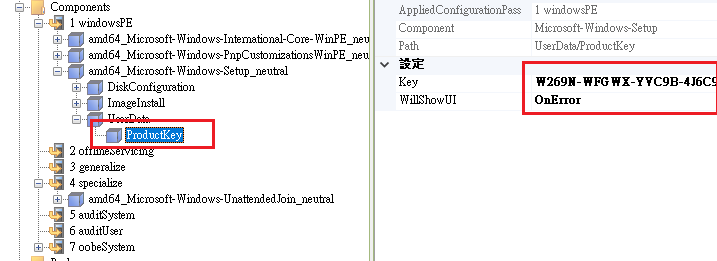 Components
1 windowsPE
amd64_Microsoft-Windows-International-Core-WinPE_neu
amd64_Microsoft-Windows-PnpCustomizationsWinPE_neut
amd64_Microsoft-Windows-Setup_neutral
DiskConfiguration
ImageInstall
UserData
ProductKey
2 offlineServicing
3 generalize
4 specialize
amd64_Microsoft-Windows-UnattendedJoin_neutral
5 auditSystem
6 auditUser
7 oobeSystem
AppliedConfigurationPass 1 windowsPE
Component Microsoft-Windows-Setup
Path UserData/ProductKey
設定
Key W269N-WFGWX-YVC9B-4J6C9
WillShowUI OnError